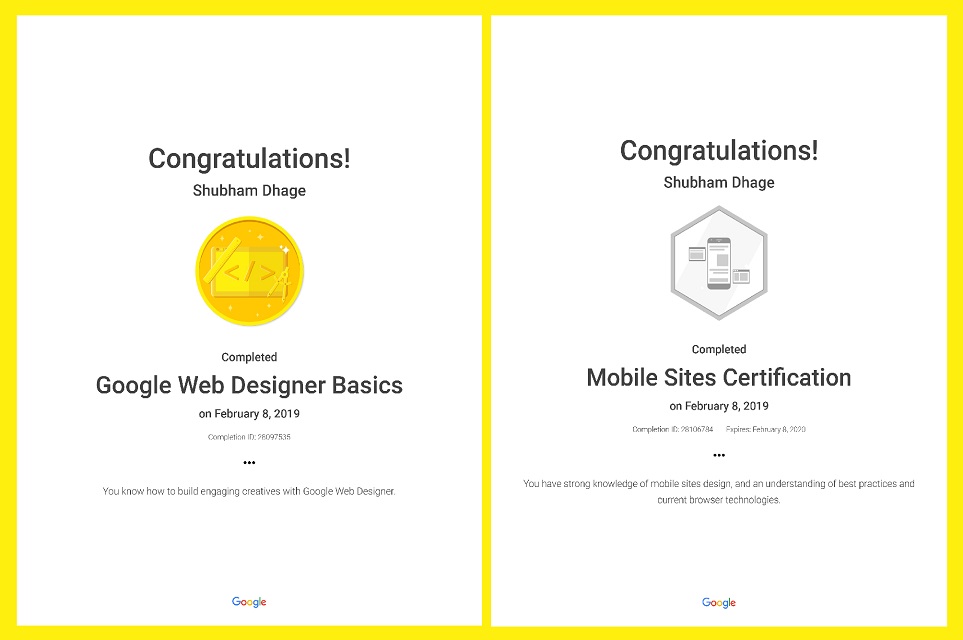 Congratulations!
Shubham Dhage
</>
Completed
Google Web Designer Basics
on February 8, 2019
Completion ID: 28097535
•••
You know how to build engaging creatives with Google Web Designer.
Google
Congratulations!
Shubham Dhage
Completed
Mobile Sites Certification
on February 8, 2019
Completion ID: 28106784 Expires: February 8, 2020
•••
You have strong knowledge of mobile sites design, and an understanding of best practices and
current browser technologies.
Google